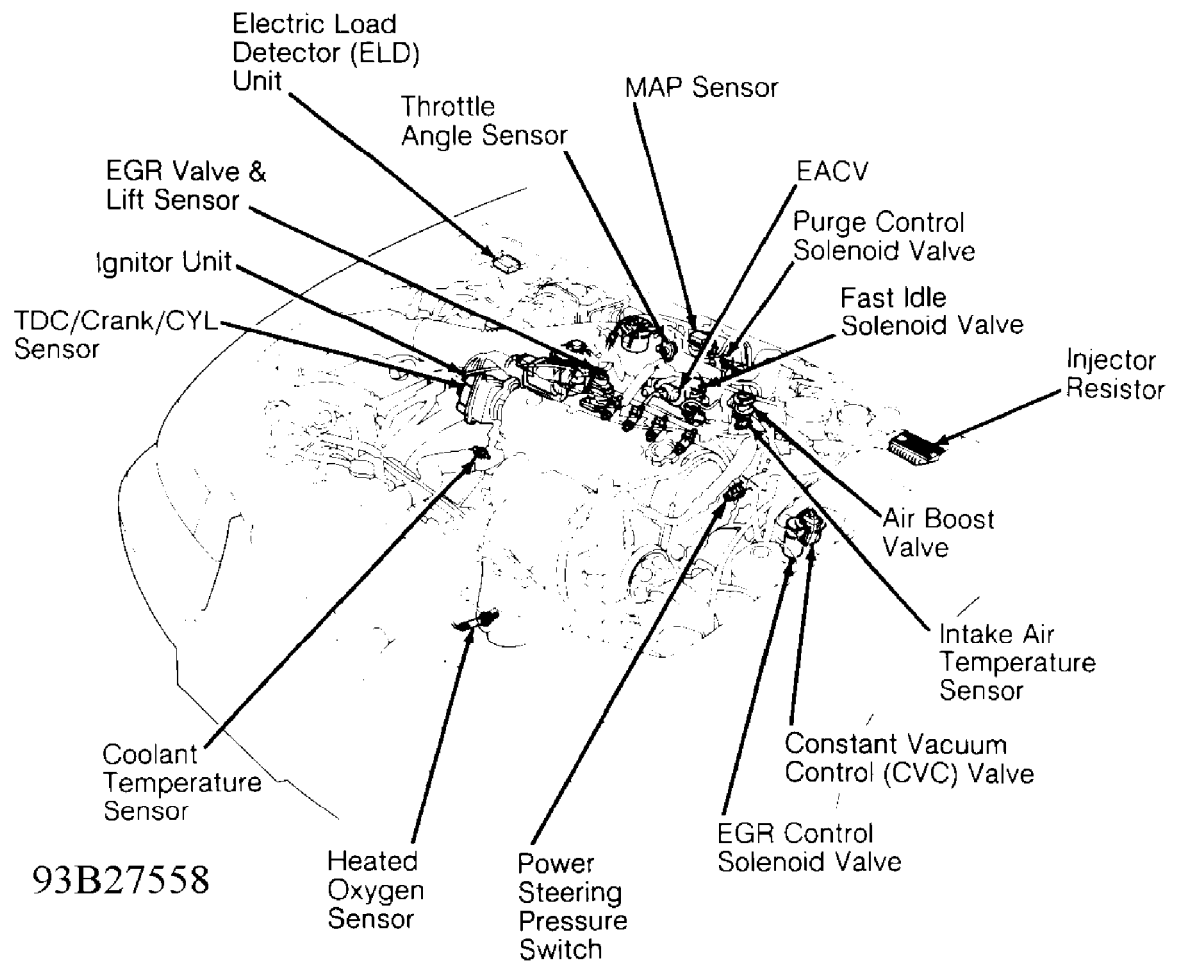 Electric Load
Detector (ELD)
Unit
MAP Sensor
Throttle
Angle Sensor
EGR Valve &
Lift Sensor
EACV
Purge Control
Solenoid Valve
Ignitor Unit
Fast Idle
Solenoid Valve
TDC/Crank/CYL
Sensor
Injector
Resistor
Air Boost
Valve
Intake Air
Temperature
Sensor
Constant Vacuum
Control (CVC) Valve
Coolant
Temperature
Sensor
EGR Control
Solenoid Valve
Heated
Oxygen
Sensor
Power
Steering
Pressure
Switch
93B27558